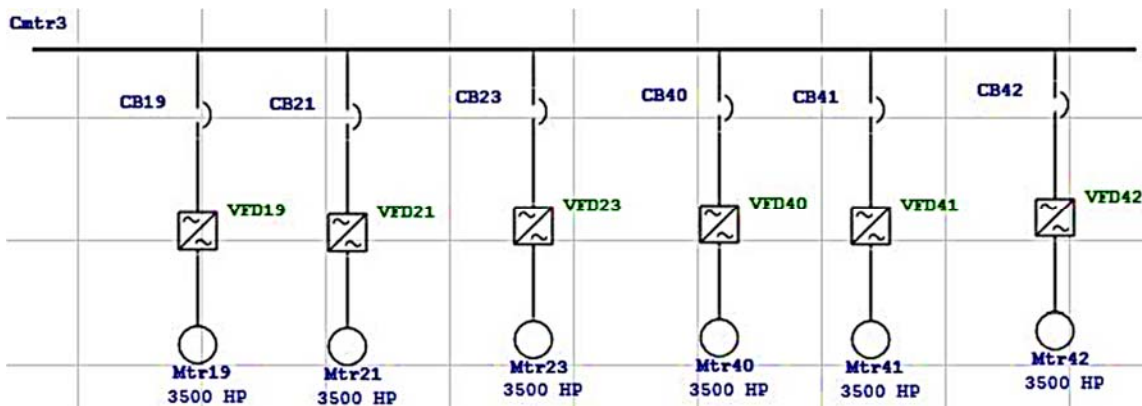 Cmtr3
CB19 CB21 CB23 CB40 CB41 CB42
VFD19 VFD21 VFD23 VFD40 VFD41 VFD42
Mtr19 Mtr21 Mtr23 Mtr40 Mtr41 Mtr42
3500 HP 3500 HP 3500 HP 3500 HP 3500 HP 3500 HP